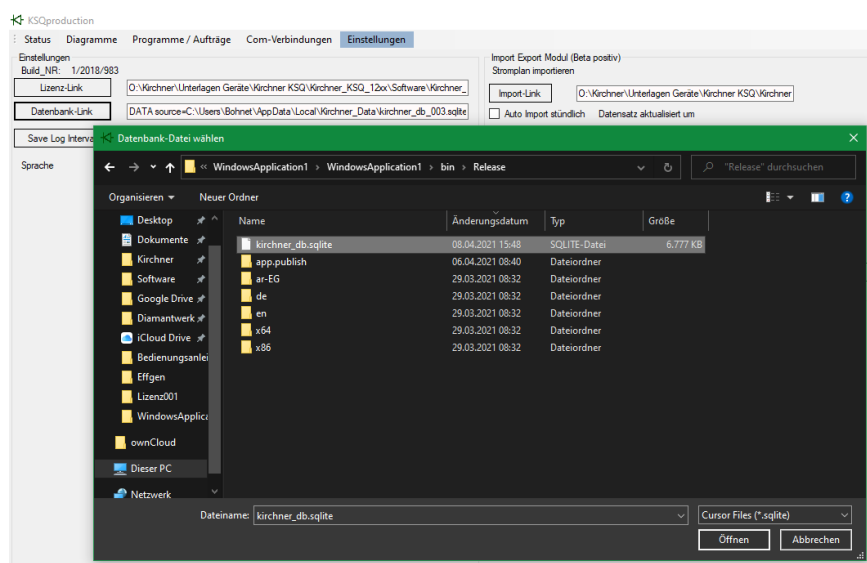 KSQproduction
Status Diagramme Programme / Aufträge Com-Verbindungen Einstellungen
Einstellungen
Build_NR: 1/2018/983
Lizenz-Link O:\Kirchner\Unterlagen Geräte\Kirchner KSQ\Kirchner_KSQ_12xx\Software\Kirchner_
Datenbank-Link DATA source=C:\Users\Bohnet\AppData\Local\Kirchner_Data\kirchner_db_003.sqlite
Save Log Interva
Sprache
Import Export Modul (Beta positiv)
Stromplan importieren
Import-Link O:\Kirchner\Unterlagen Geräte\Kirchner KSQ\Kirchner
Auto Import stündlich Datensatz aktualisiert um
Datenbank-Datei wählen
« WindowsApplication1 › WindowsApplication1 › bin › Release "Release" durchsuchen
Organisieren Neuer Ordner
Desktop
Dokumente
Kirchner
Software
Google Drive
Diamantwerk
iCloud Drive
Bedienungsanlei
Effgen
Lizenz001
WindowsApplica
ownCloud
Dieser PC
Netzwerk
Name Änderungsdatum Typ Größe
kirchner_db.sqlite 08.04.2021 15:48 SQLITE-Datei 6.777 KB
app.publish 06.04.2021 08:40 Dateiordner
ar-EG 29.03.2021 08:32 Dateiordner
de 29.03.2021 08:32 Dateiordner
en 29.03.2021 08:32 Dateiordner
x64 29.03.2021 08:32 Dateiordner
x86 29.03.2021 08:32 Dateiordner
Dateiname: kirchner_db.sqlite Cursor Files (*.sqlite)
Öffnen Abbrechen